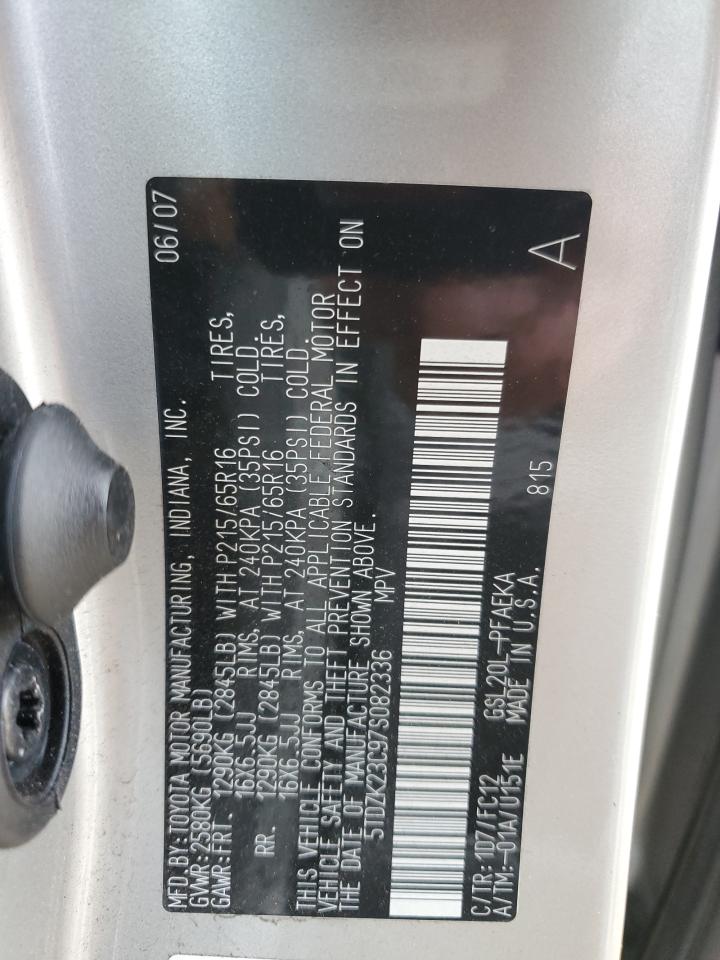 MFD.BY:TOYOTA MOTOR MANUFACTURING, INDIANA, INC. 06/07
GVWR:2580KG(5690LB)
GAWR:FRT. 1290KG (2845LB) WITH P215/65R16 TIRES,
16X6.5JJ RIMS, AT 240KPA (35PSI) COLD.
RR. 1290KG (2845LB) WITH P215/65R16 TIRES,
16X6.5JJ RIMS, AT 240KPA (35PSI) COLD.
THIS VEHICLE CONFORMS TO ALL APPLICABLE FEDERAL MOTOR
VEHICLE SAFETY AND THEFT PREVENTION STANDARDS IN EFFECT ON
THE DATE OF MANUFACTURE SHOWN ABOVE.
5TDZK23C97S082336 MPV
C/TR:1D7/FC12 GSL20L-PFAEKA 815 A
A/TM:-01A/U151E MADE IN U.S.A.